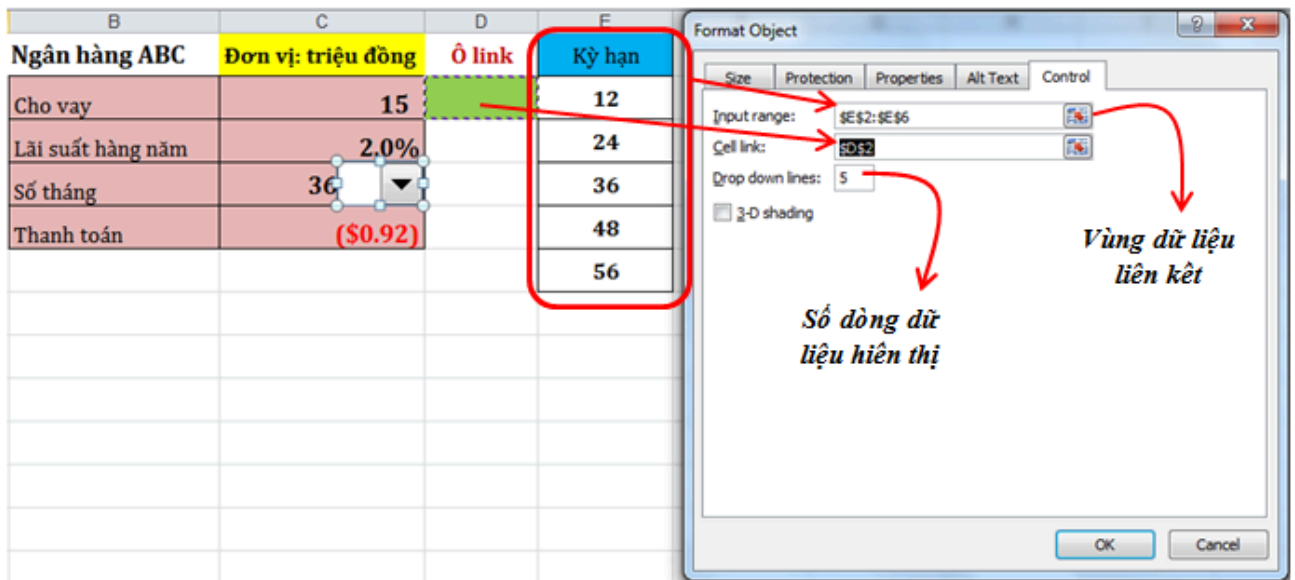 B C D E
Ngân hàng ABC Đơn vị: triệu đồng Ô link Kỳ hạn
Cho vay 15 12
Lãi suất hàng năm 2.0% 24
Số tháng 36 36
Thanh toán ($0.92) 48
56
Format Object
Size Protection Properties Alt Text Control
Input range: $E$2:$E$6
Cell link: $D$2
Drop down lines: 5
3-D shading
Vùng dữ liệu
liên kết
Số dòng dữ
liệu hiên thị
OK Cancel